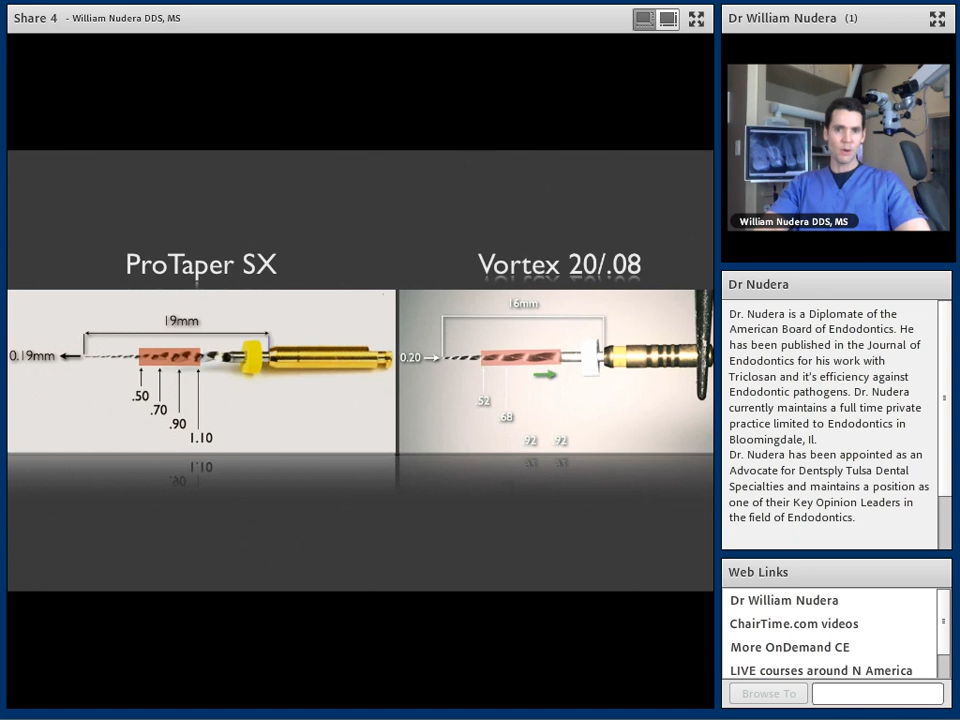 Share 4 - William Nudera DDS, MS
ProTaper SX
19mm
0.19mm
.50
.70
.90
1.10
Vortex 20/.08
16mm
0.20
.52
.68
.92 .92
Dr William Nudera (1)
William Nudera DDS, MS
Dr Nudera
Dr. Nudera is a Diplomate of the
American Board of Endodontics. He
has been published in the Journal of
Endodontics for his work with
Triclosan and it's efficiency against
Endodontic pathogens. Dr. Nudera
currently maintains a full time private
practice limited to Endodontics in
Bloomingdale, Il.
Dr. Nudera has been appointed as an
Advocate for Dentsply Tulsa Dental
Specialties and maintains a position as
one of their Key Opinion Leaders in
the field of Endodontics.
Web Links
Dr William Nudera
ChairTime.com videos
More OnDemand CE
LIVE courses around N America
Browse To